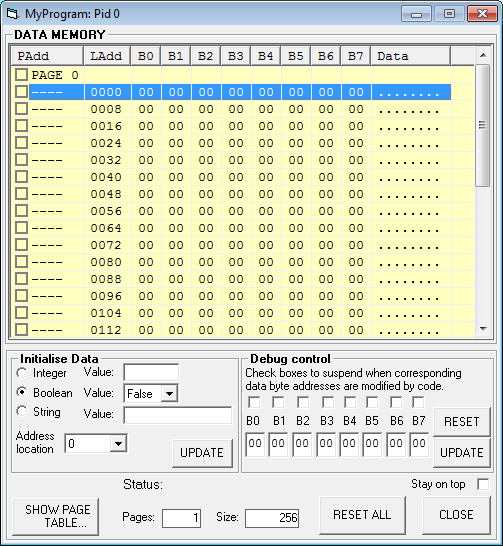 MyProgram: Pid 0
DATA MEMORY
PAdd LAdd B0 B1 B2 B3 B4 B5 B6 B7 Data
PAGE 0
---- 0000 00 00 00 00 00 00 00 00 ........
---- 0008 00 00 00 00 00 00 00 00 ........
---- 0016 00 00 00 00 00 00 00 00 ........
---- 0024 00 00 00 00 00 00 00 00 ........
---- 0032 00 00 00 00 00 00 00 00 ........
---- 0040 00 00 00 00 00 00 00 00 ........
---- 0048 00 00 00 00 00 00 00 00 ........
---- 0056 00 00 00 00 00 00 00 00 ........
---- 0064 00 00 00 00 00 00 00 00 ........
---- 0072 00 00 00 00 00 00 00 00 ........
---- 0080 00 00 00 00 00 00 00 00 ........
---- 0088 00 00 00 00 00 00 00 00 ........
---- 0096 00 00 00 00 00 00 00 00 ........
---- 0104 00 00 00 00 00 00 00 00 ........
---- 0112 00 00 00 00 00 00 00 00 ........
Initialise Data
Integer Value:
Boolean Value: False
String Value:
Address
location 0
UPDATE
Debug control
Check boxes to suspend when corresponding
data byte addresses are modified by code.
B0 B1 B2 B3 B4 B5 B6 B7
00 00 00 00 00 00 00 00
RESET
UPDATE
Status:
Stay on top
SHOW PAGE
TABLE...
Pages: 1 Size: 256
RESET ALL
CLOSE